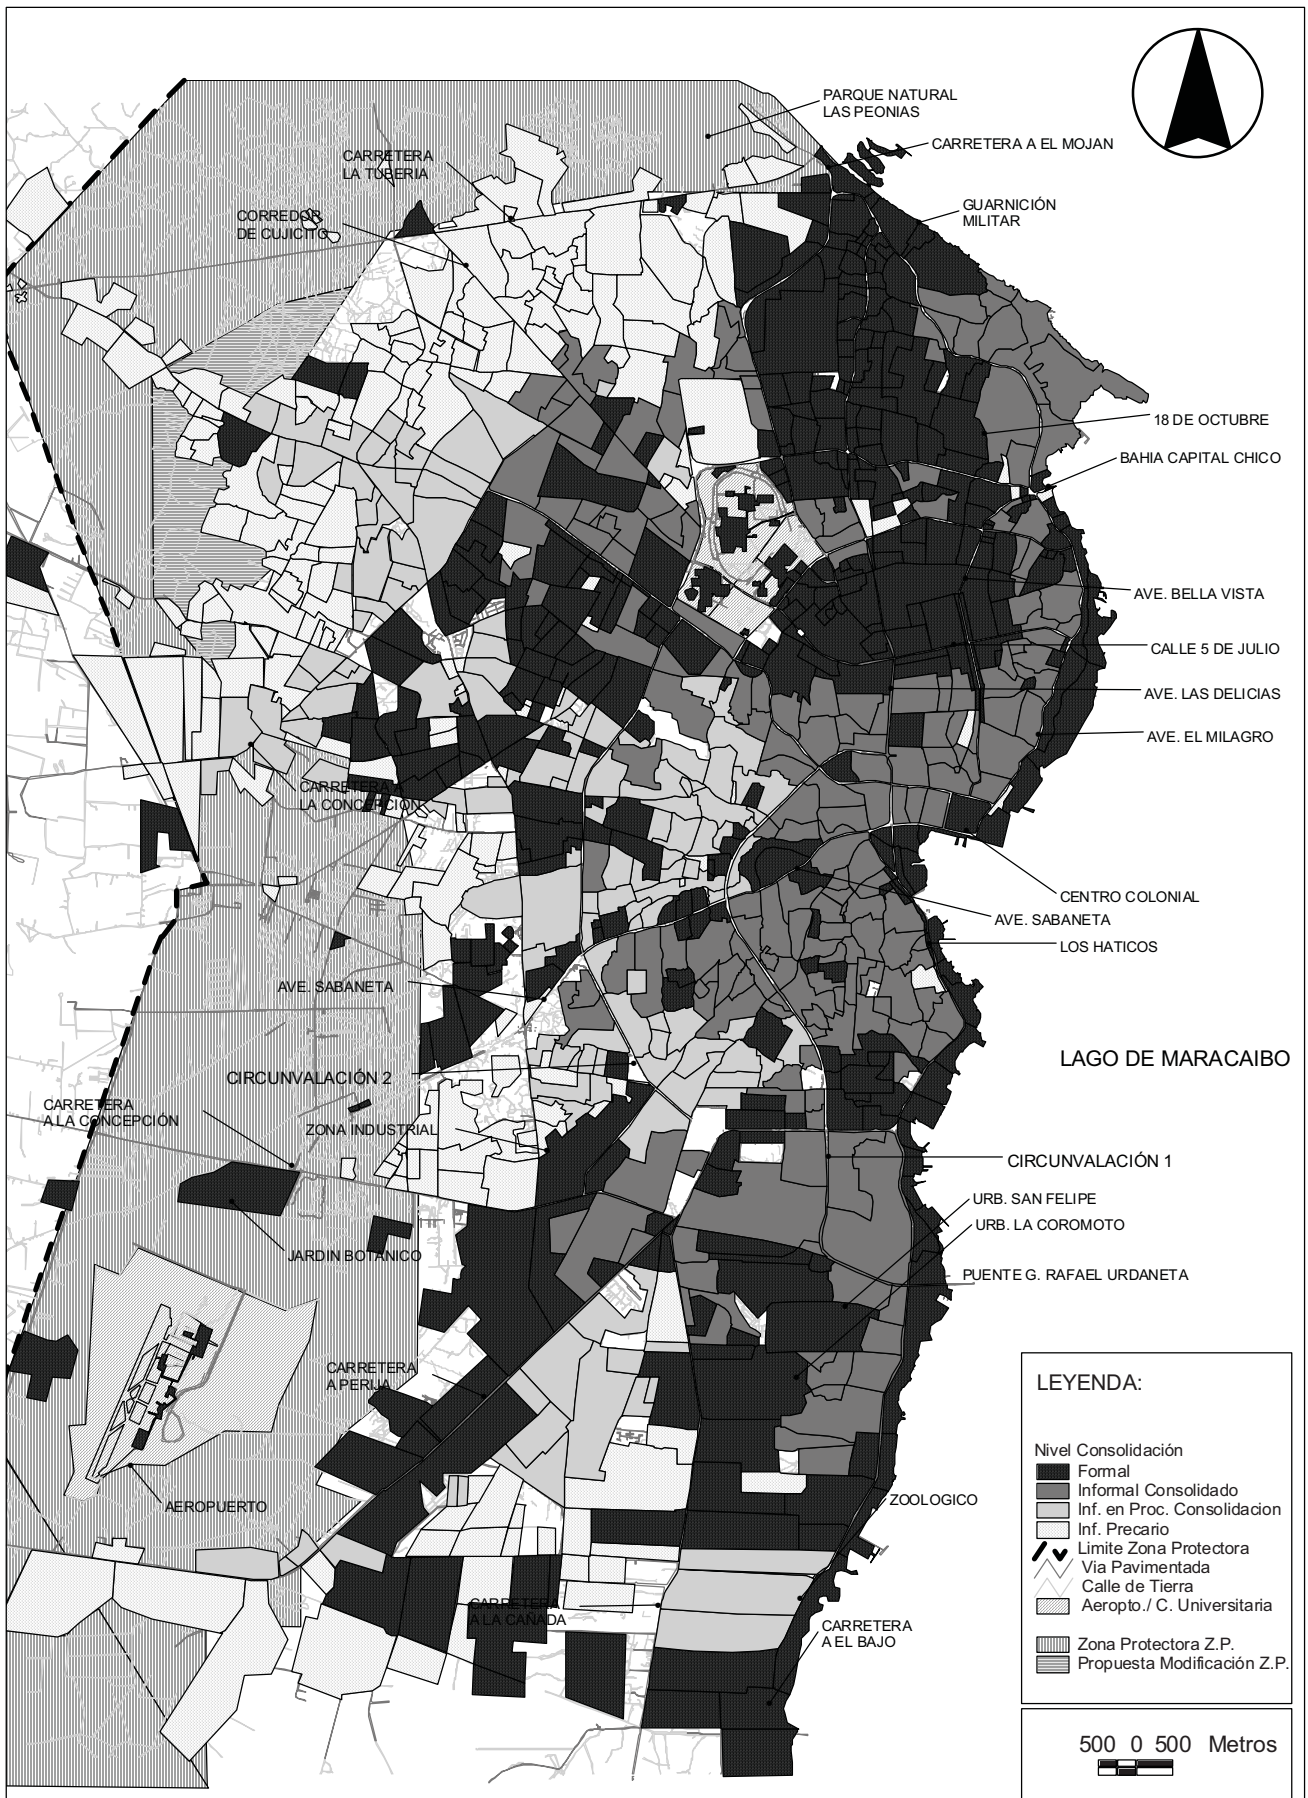 PARQUE NATURAL
LAS PEONIAS
CARRETERA A EL MOJAN
CARRETERA
LA TUBERIA
GUARNICIÓN
MILITAR
CORREDOR
DE CUJICITO
18 DE OCTUBRE
BAHIA CAPITAL CHICO
AVE. BELLA VISTA
CALLE 5 DE JULIO
AVE. LAS DELICIAS
AVE. EL MILAGRO
CARRETERA A
LA CONCEPCIÓN
CENTRO COLONIAL
AVE. SABANETA
LOS HATICOS
AVE. SABANETA
LAGO DE MARACAIBO
CIRCUNVALACIÓN 2
CARRETERA
A LA CONCEPCIÓN
ZONA INDUSTRIAL
CIRCUNVALACIÓN 1
URB. SAN FELIPE
URB. LA COROMOTO
JARDIN BOTANICO
PUENTE G. RAFAEL URDANETA
CARRETERA
A PERIJA
AEROPUERTO
ZOOLOGICO
CARRETERA
A LA CAÑADA
CARRETERA
A EL BAJO
LEYENDA:
Nivel Consolidación
Formal
Informal Consolidado
Inf. en Proc. Consolidacion
Inf. Precario
Limite Zona Protectora
Via Pavimentada
Calle de Tierra
Aeropto./ C. Universitaria
Zona Protectora Z.P.
Propuesta Modificación Z.P.
500 0 500 Metros